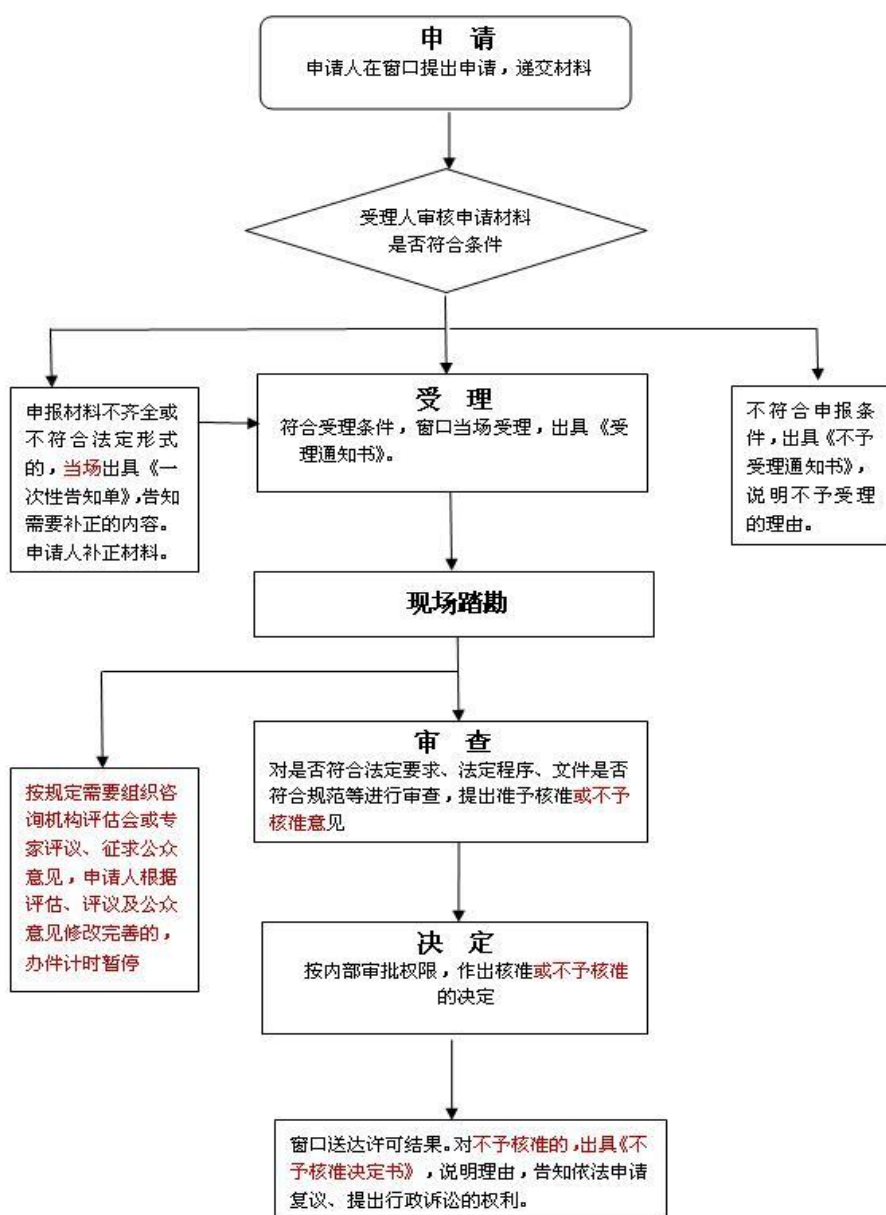 申 请
申请人在窗口提出申请，递交材料
受理人审核申请材料
是否符合条件
申报材料不齐全或
不符合法定形式
的，当场出具《一
次性告知单》，告知
需要补正的内容。
申请人补正材料。
受 理
符合受理条件，窗口当场受理，出具《受
理通知书》。
不符合申报条
件，出具《不予
受理通知书》，
说明不予受理
的理由。
现场踏勘
按规定需要组织咨
询机构评估会或专
家评议、征求公众
意见，申请人根据
评估、评议及公众
意见修改完善的，
办件计时暂停
审 查
对是否符合法定要求、法定程序、文件是否
符合规范等进行审查，提出准予核准或不予
核准意见
决 定
按内部审批权限，作出核准或不予核准
的决定
窗口送达许可结果。对不予核准的，出具《不
予核准决定书》，说明理由，告知依法申请
复议、提出行政诉讼的权利。